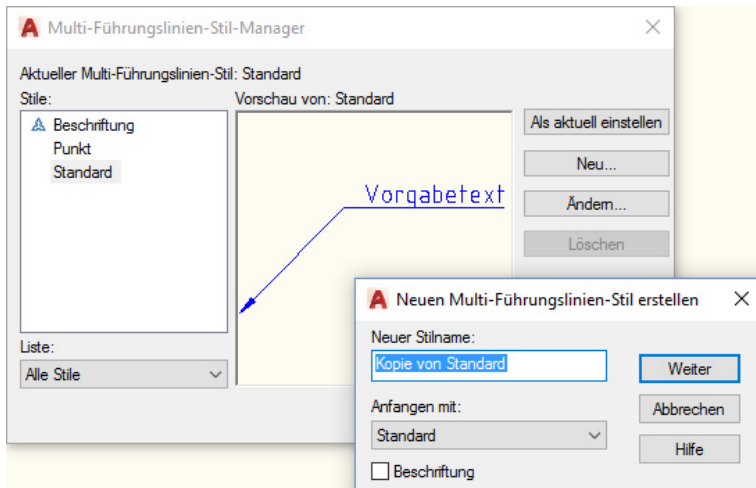 Multi-Führungslinien-Stil-Manager
Aktueller Multi-Führungslinien-Stil: Standard
Stile:
Vorschau von: Standard
Beschriftung
Punkt
Standard
Vorgabetext
Als aktuell einstellen
Neu...
Ändern...
Löschen
Liste:
Alle Stile
Neuen Multi-Führungslinien-Stil erstellen
Neuer Stilname:
Kopie von Standard
Weiter
Anfangen mit:
Abbrechen
Standard
Hilfe
Beschriftung